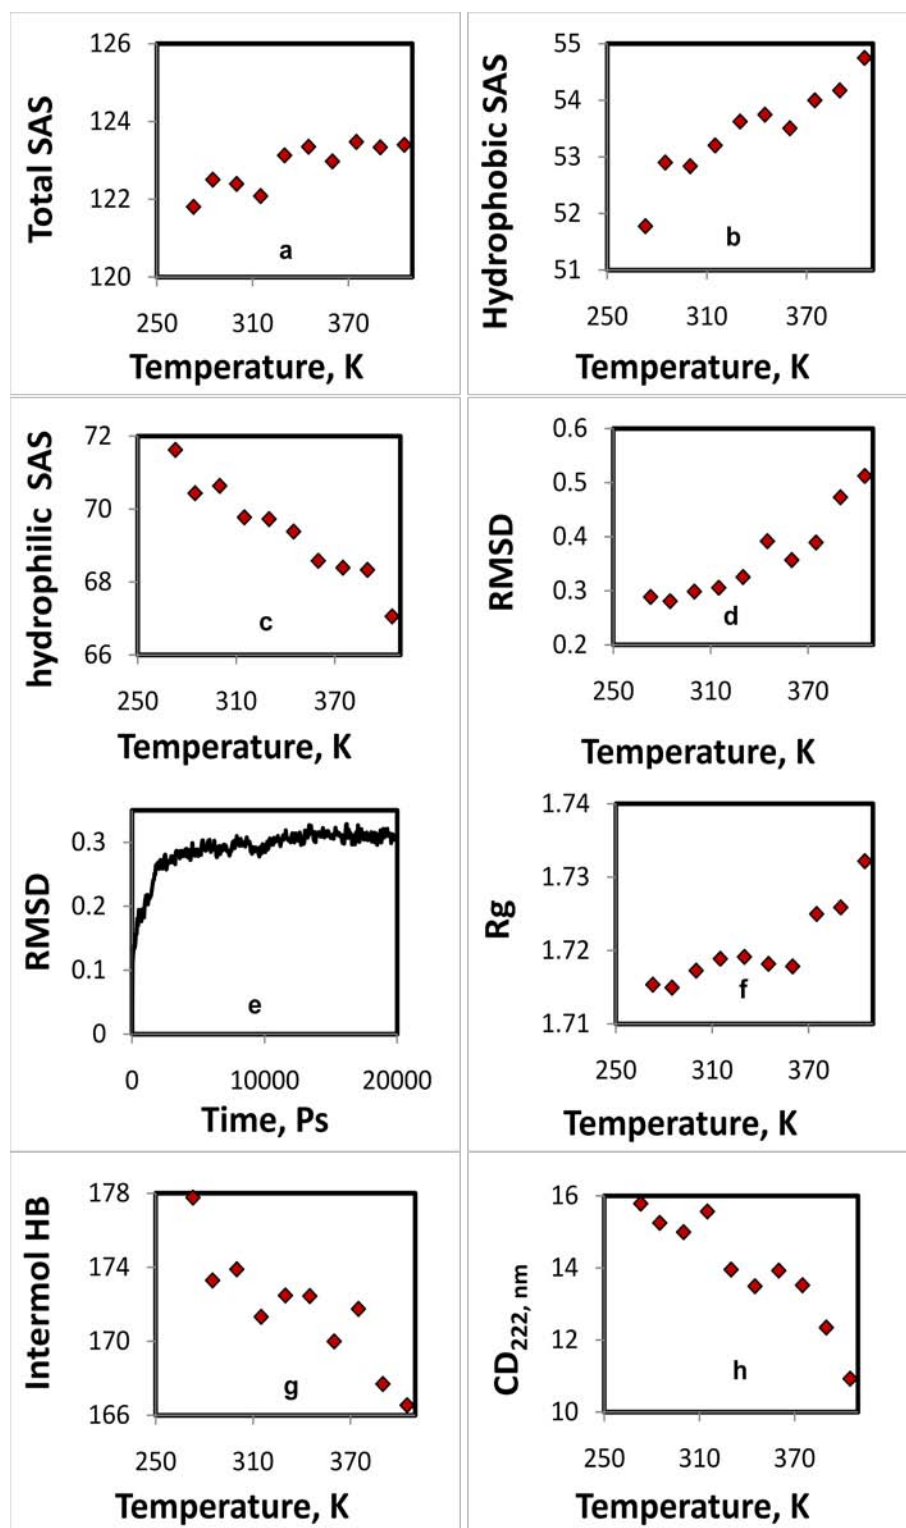 Total SAS
126
124
122
120
a
250 310 370
Temperature, K
Hydrophobic SAS
55
54
53
52
51
b
250 310 370
Temperature, K
hydrophilic SAS
72
70
68
66
c
250 310 370
Temperature, K
RMSD
0.6
0.5
0.4
0.3
0.2
d
250 310 370
Temperature, K
RMSD
0.3
0.2
0.1
0
e
0 10000 20000
Time, Ps
Rg
1.74
1.73
1.72
1.71
f
250 310 370
Temperature, K
Intermol HB
178
174
170
166
g
250 310 370
Temperature, K
CD222, nm
16
14
12
10
h
250 310 370
Temperature, K